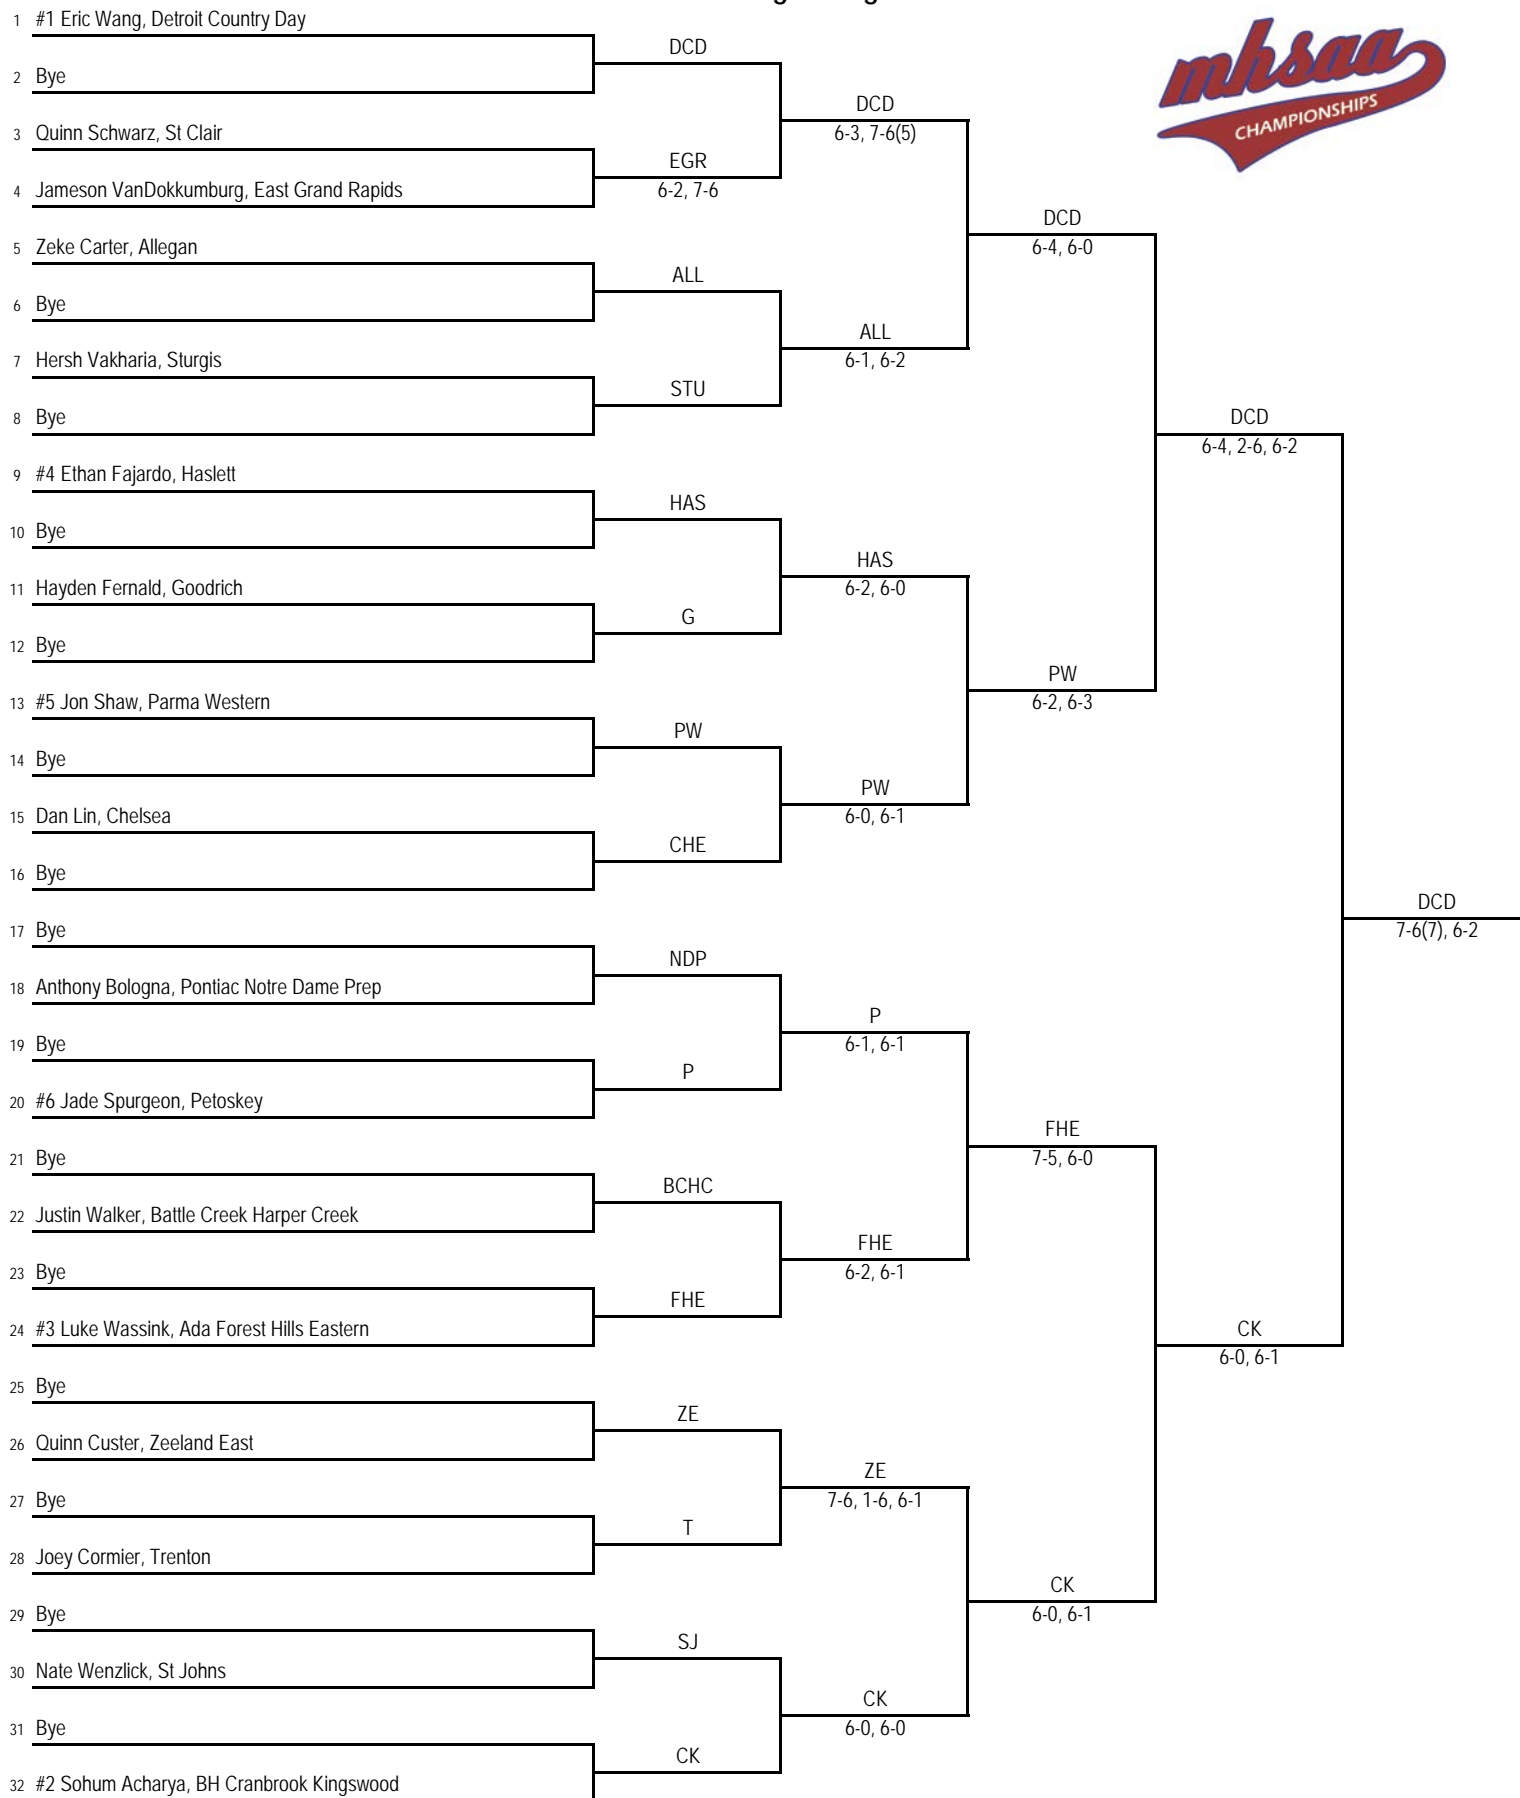 1 #1 Eric Wang, Detroit Country Day
2 Bye
3 Quinn Schwarz, St Clair
4 Jameson VanDokkumburg, East Grand Rapids
5 Zeke Carter, Allegan
6 Bye
7 Hersh Vakharia, Sturgis
8 Bye
9 #4 Ethan Fajardo, Haslett
10 Bye
11 Hayden Fernald, Goodrich
12 Bye
13 #5 Jon Shaw, Parma Western
14 Bye
15 Dan Lin, Chelsea
16 Bye
17 Bye
18 Anthony Bologna, Pontiac Notre Dame Prep
19 Bye
20 #6 Jade Spurgeon, Petoskey
21 Bye
22 Justin Walker, Battle Creek Harper Creek
23 Bye
24 #3 Luke Wassink, Ada Forest Hills Eastern
25 Bye
26 Quinn Custer, Zeeland East
27 Bye
28 Joey Cormier, Trenton
29 Bye
30 Nate Wenzlick, St Johns
31 Bye
32 #2 Sohum Acharya, BH Cranbrook Kingswood
DCD
EGR
6-2, 7-6
ALL
STU
HAS
G
PW
CHE
NDP
P
BCHC
FHE
ZE
T
SJ
CK
DCD
6-3, 7-6(5)
ALL
6-1, 6-2
HAS
6-2, 6-0
PW
6-0, 6-1
P
6-1, 6-1
FHE
6-2, 6-1
ZE
7-6, 1-6, 6-1
CK
6-0, 6-0
DCD
6-4, 6-0
PW
6-2, 6-3
FHE
7-5, 6-0
CK
6-0, 6-1
DCD
6-4, 2-6, 6-2
CK
6-0, 6-1
DCD
7-6(7), 6-2
mhsaa
CHAMPIONSHIPS